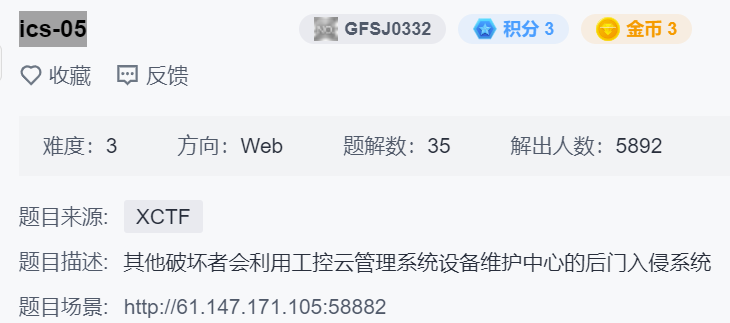 ics-05 GFSJ0332 积分 3 金币 3
收藏 反馈
难度：3 方向：Web 题解数：35 解出人数：5892
题目来源: XCTF
题目描述: 其他破坏者会利用工控云管理系统设备维护中心的后门入侵系统
题目场景: http://61.147.171.105:58882